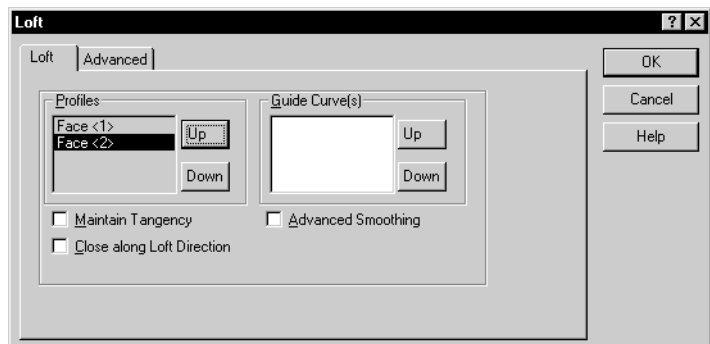 Loft
Loft Advanced
OK
Cancel
Help
Profiles
Face <1>
Face <2>
Up
Down
Guide Curve(s)
Up
Down
Maintain Tangency
Advanced Smoothing
Close along Loft Direction